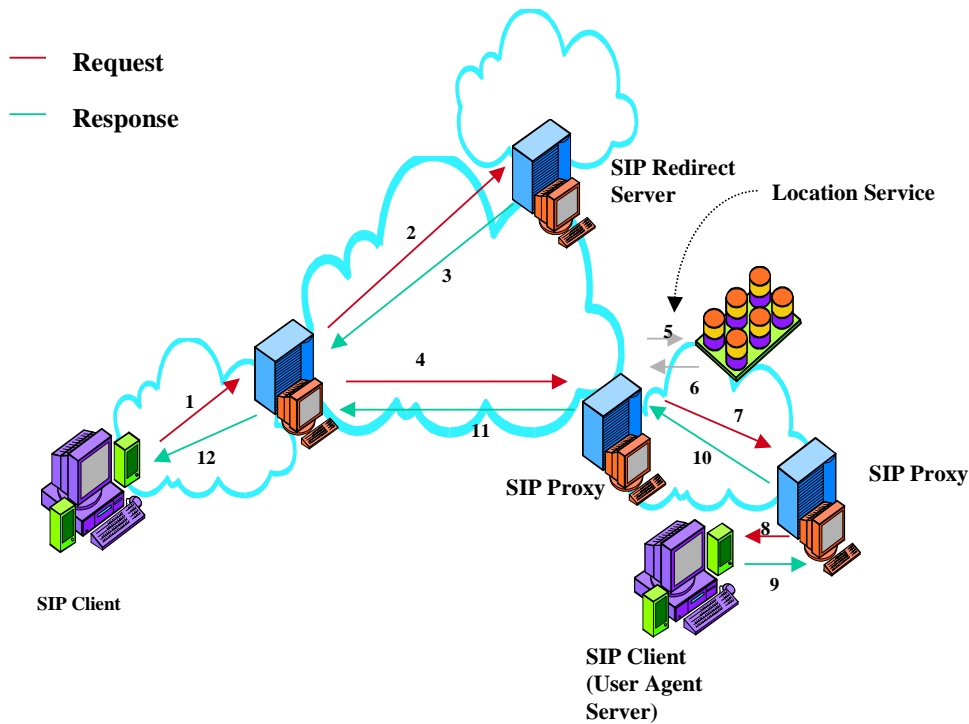 Request
Response
SIP Redirect
Server
Location Service
2
3
5
4
6
1
7
11
12
10
SIP Proxy
SIP Proxy
8
9
SIP Client
SIP Client
(User Agent
Server)